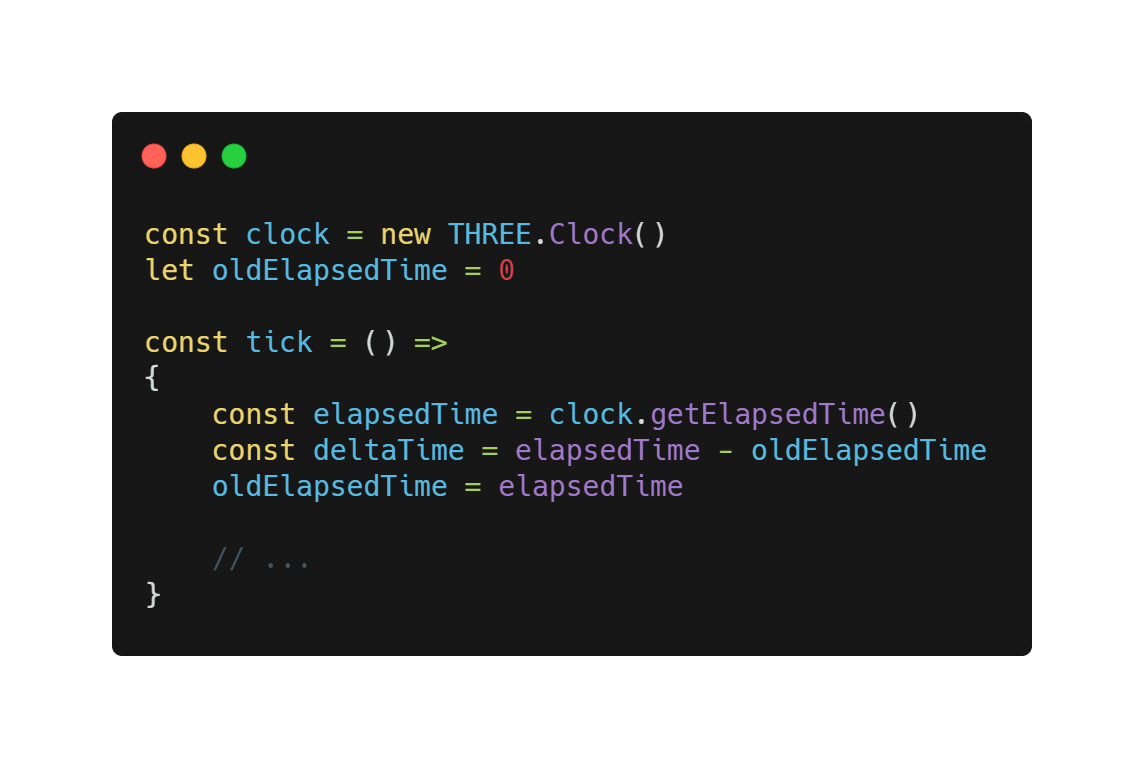 const clock = new THREE.Clock()
let oldElapsedTime = 0
const tick = () =>
{
    const elapsedTime = clock.getElapsedTime()
    const deltaTime = elapsedTime - oldElapsedTime
    oldElapsedTime = elapsedTime
    // ...
}